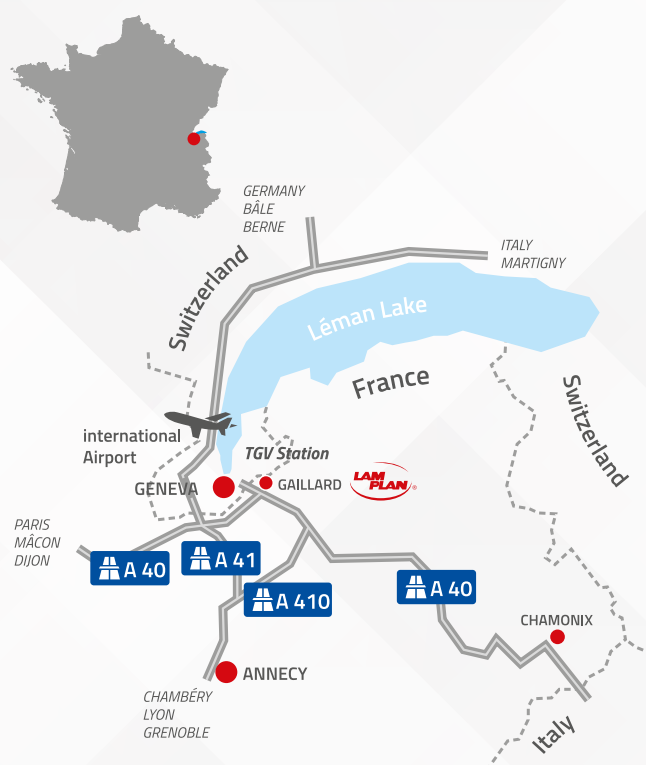 GERMANY
BÂLE
BERNE
ITALY
MARTIGNY
Switzerland
Léman Lake
France
Switzerland
international
Airport
TGV Station
GENEVA
GAILLARD
LAM
PLAN
®
PARIS
MÂCON
DIJON
A 40
A 41
A 410
A 40
CHAMONIX
ANNECY
CHAMBÉRY
LYON
GRENOBLE
Italy